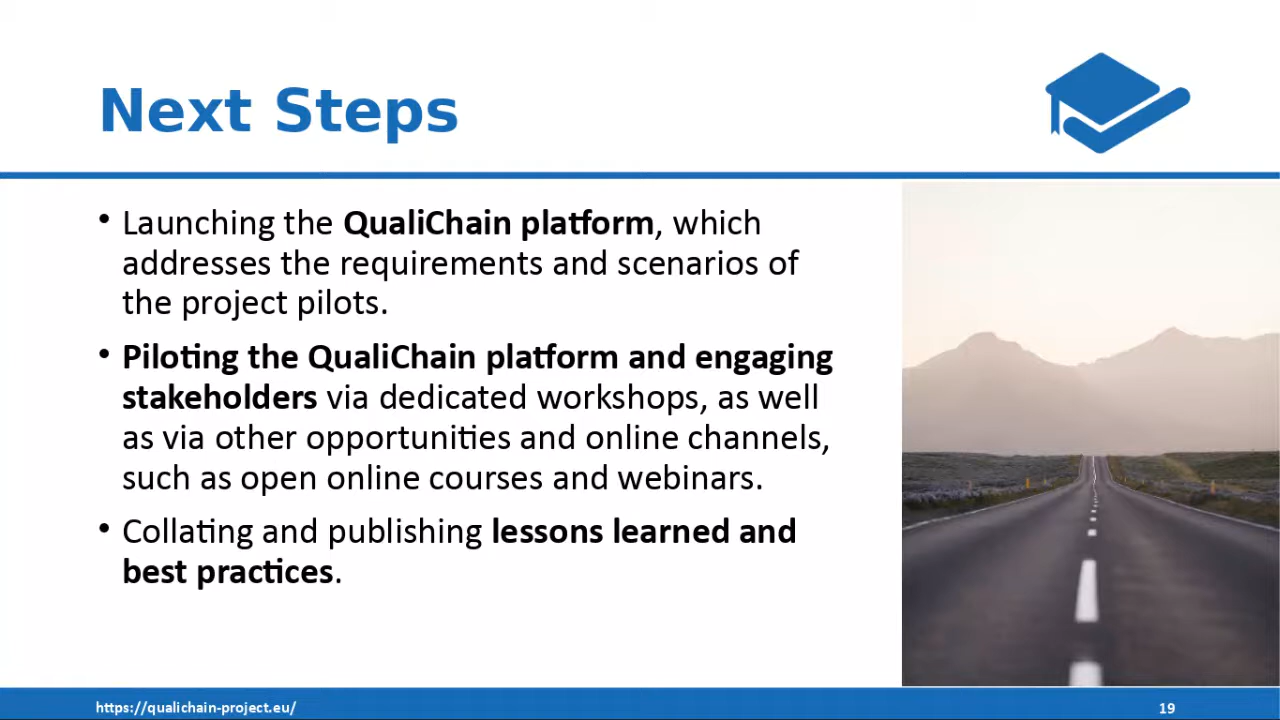 Next Steps
• Launching the QualiChain platform, which
addresses the requirements and scenarios of
the project pilots.
• Piloting the QualiChain platform and engaging
stakeholders via dedicated workshops, as well
as via other opportunities and online channels,
such as open online courses and webinars.
• Collating and publishing lessons learned and
best practices.
https://qualichain-project.eu/
19